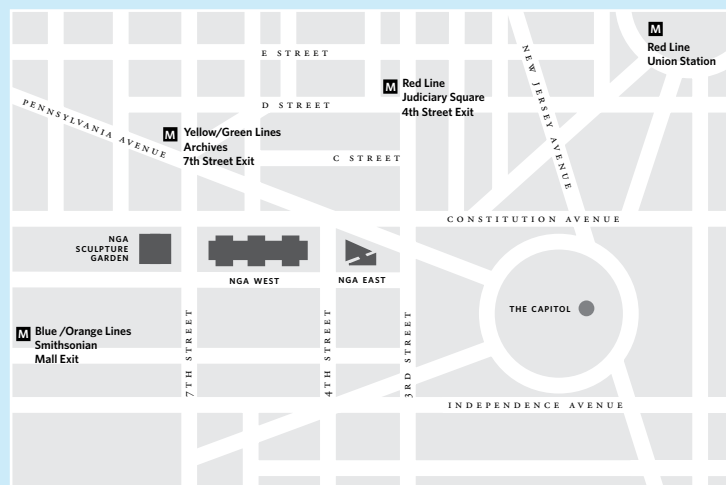 M
Red Line
Union Station
E STREET
NEW JERSEY AVENUE
M
Red Line
Judiciary Square
4th Street Exit
D STREET
PENNSYLVANIA AVENUE
M
Yellow/Green Lines
Archives
7th Street Exit
C STREET
CONSTITUTION AVENUE
NGA
SCULPTURE
GARDEN
NGA WEST
NGA EAST
THE CAPITOL
M
Blue /Orange Lines
Smithsonian
Mall Exit
7TH STREET
4TH STREET
3RD STREET
INDEPENDENCE AVENUE